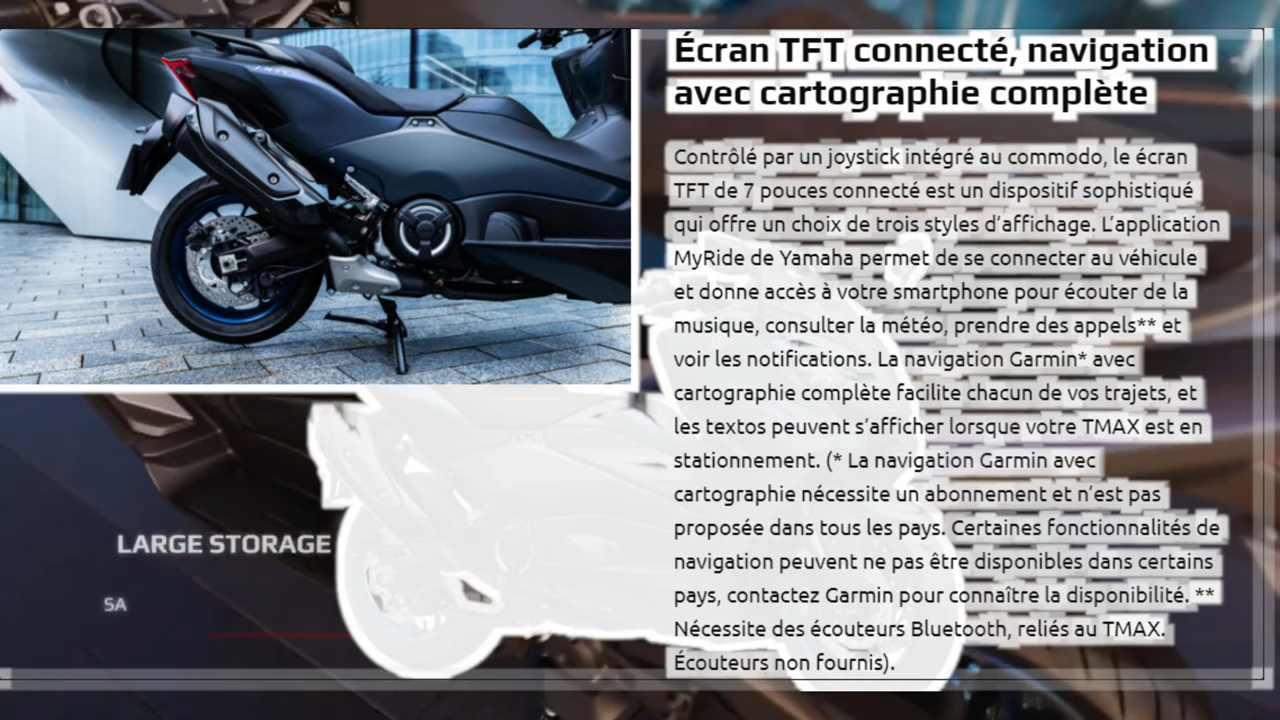 Écran TFT connecté, navigation
avec cartographie complète
Contrôlé par un joystick intégré au commodo, le écran
TFT de 7 pouces connecté est un dispositif sophistiqué
qui offre un choix de trois styles d’affichage. L’application
MyRide de Yamaha permet de se connecter au véhicule
et donne accès à votre smartphone pour écouter de la
musique, consulter la météo, prendre des appels** et
voir les notifications. La navigation Garmin* avec
cartographie complète facilite chacun de vos trajets, et
les textos peuvent s’afficher lorsque votre TMAX est en
stationnement. (* La navigation Garmin avec
cartographie nécessite un abonnement et n’est pas
proposée dans tous les pays. Certaines fonctionnalités de
navigation peuvent ne pas être disponibles dans certains
pays, contactez Garmin pour connaître la disponibilité. **
Nécessite des écouteurs Bluetooth, reliés au TMAX.
Écouteurs non fournis).
LARGE STORAGE
SA